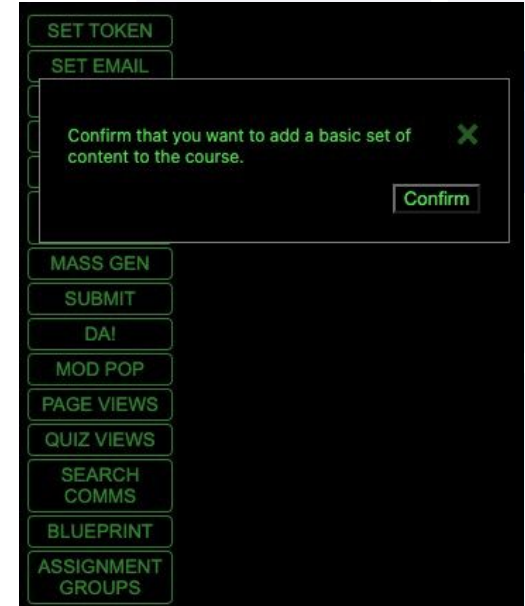 SET TOKEN
SET EMAIL
Confirm that you want to add a basic set of
content to the course.
Confirm
MASS GEN
SUBMIT
DA!
MOD POP
PAGE VIEWS
QUIZ VIEWS
SEARCH
COMMS
BLUEPRINT
ASSIGNMENT
GROUPS